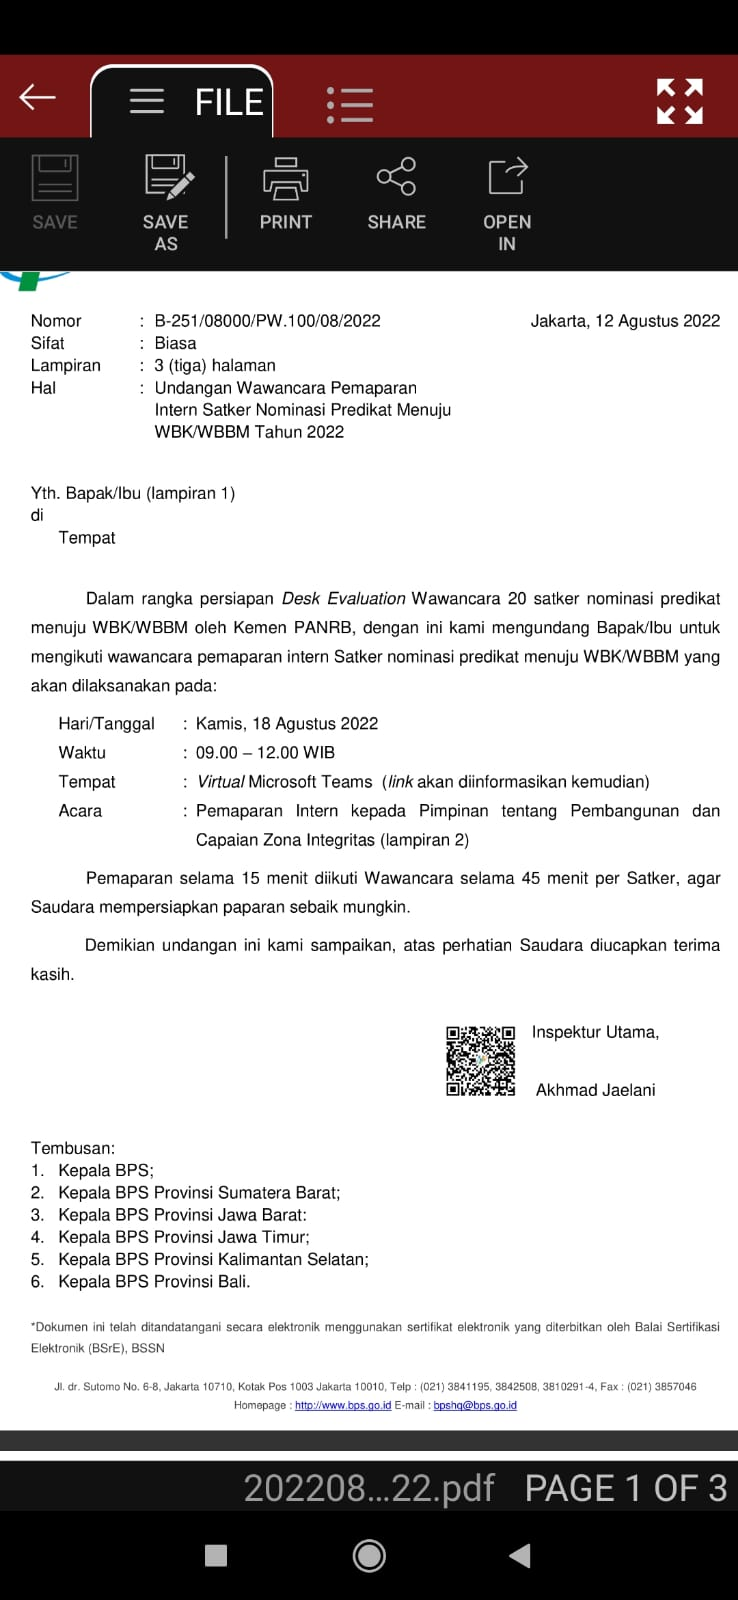 FILE
SAVE
SAVE AS
PRINT
SHARE
OPEN IN
Nomor : B-251/08000/PW.100/08/2022 Jakarta, 12 Agustus 2022
Sifat : Biasa
Lampiran : 3 (tiga) halaman
Hal : Undangan Wawancara Pemaparan
Intern Satker Nominasi Predikat Menuju
WBK/WBBM Tahun 2022
Yth. Bapak/Ibu (lampiran 1)
di
Tempat
Dalam rangka persiapan Desk Evaluation Wawancara 20 satker nominasi predikat
menuju WBK/WBBM oleh Kemen PANRB, dengan ini kami mengundang Bapak/Ibu untuk
mengikuti wawancara pemaparan intern Satker nominasi predikat menuju WBK/WBBM yang
akan dilaksanakan pada:
Hari/Tanggal : Kamis, 18 Agustus 2022
Waktu : 09.00 – 12.00 WIB
Tempat : Virtual Microsoft Teams (link akan diinformasikan kemudian)
Acara : Pemaparan Intern kepada Pimpinan tentang Pembangunan dan
Capaian Zona Integritas (lampiran 2)
Pemaparan selama 15 menit diikuti Wawancara selama 45 menit per Satker, agar
Saudara mempersiapkan paparan sebaik mungkin.
Demikian undangan ini kami sampaikan, atas perhatian Saudara diucapkan terima
kasih.
Inspektur Utama,
Akhmad Jaelani
Tembusan:
1. Kepala BPS;
2. Kepala BPS Provinsi Sumatera Barat;
3. Kepala BPS Provinsi Jawa Barat:
4. Kepala BPS Provinsi Jawa Timur;
5. Kepala BPS Provinsi Kalimantan Selatan;
6. Kepala BPS Provinsi Bali.
*Dokumen ini telah ditandatangani secara elektronik menggunakan sertifikat elektronik yang diterbitkan oleh Balai Sertifikasi
Elektronik (BSrE), BSSN
Jl. dr. Sutomo No. 6-8, Jakarta 10710, Kotak Pos 1003 Jakarta 10010, Telp : (021) 3841195, 3842508, 3810291-4, Fax : (021) 3857046
Homepage : http://www.bps.go.id E-mail : bpshq@bps.go.id
202208...22.pdf PAGE 1 OF 3